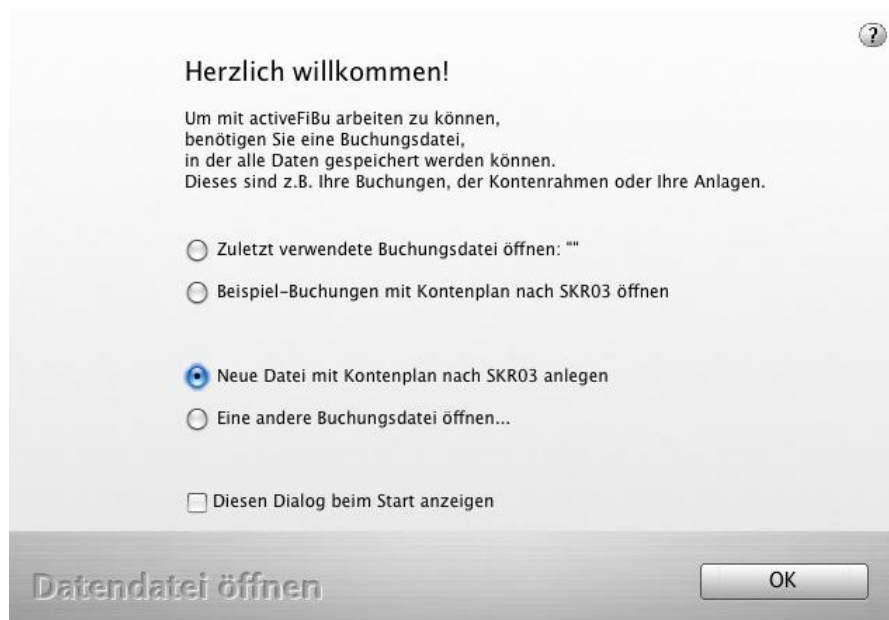 ?
Herzlich willkommen!
Um mit activeFiBu arbeiten zu können,
benötigen Sie eine Buchungsdatei,
in der alle Daten gespeichert werden können.
Dieses sind z.B. Ihre Buchungen, der Kontenrahmen oder Ihre Anlagen.
Zuletzt verwendete Buchungsdatei öffnen: ""
Beispiel-Buchungen mit Kontenplan nach SKR03 öffnen
Neue Datei mit Kontenplan nach SKR03 anlegen
Eine andere Buchungsdatei öffnen...
Diesen Dialog beim Start anzeigen
Datendatei öffnen
OK